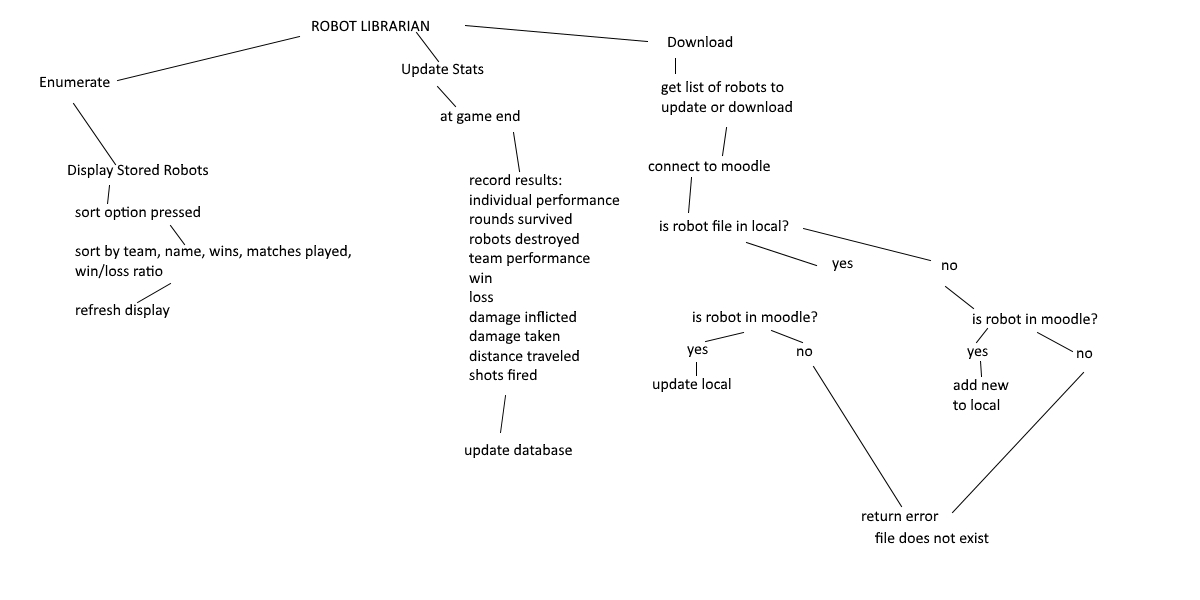 ROBOT LIBRARIAN
Enumerate
Display Stored Robots
sort option pressed
sort by team, name, wins, matches played,
win/loss ratio
refresh display
Update Stats
at game end
record results:
individual performance
rounds survived
robots destroyed
team performance
win
loss
damage inflicted
damage taken
distance traveled
shots fired
update database
Download
get list of robots to
update or download
connect to moodle
is robot file in local?
yes
no
is robot in moodle?
yes
no
update local
is robot in moodle?
yes
no
add new
to local
return error
file does not exist